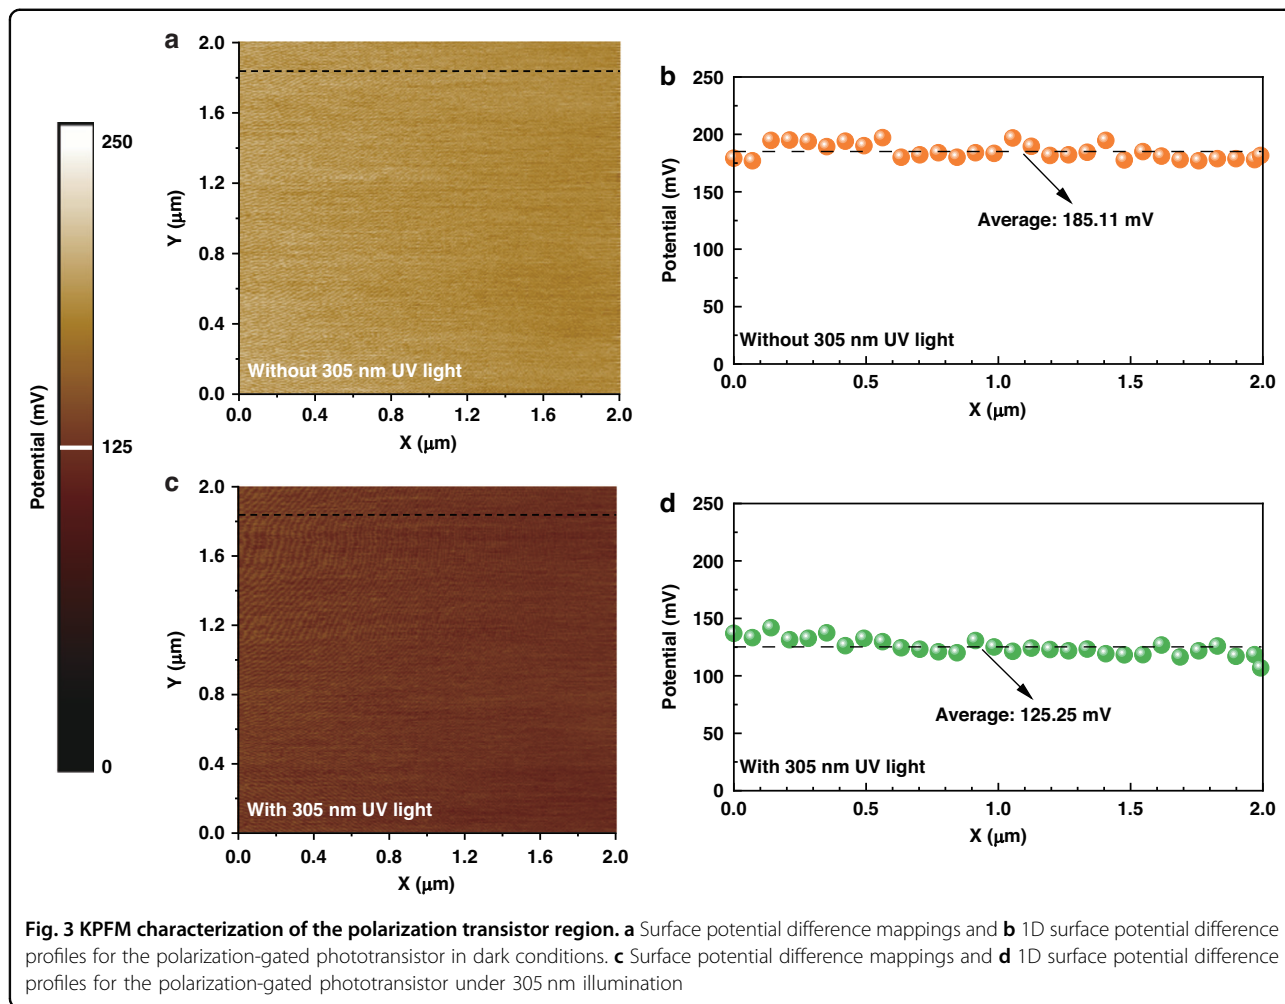 a
2.0
1.6
1.2
0.8
0.4
0.0
Y (μm)
Without 305 nm UV light
0.0 0.4 0.8 1.2 1.6 2.0
X (μm)
b
250
200
150
100
50
0
Potential (mV)
Average: 185.11 mV
Without 305 nm UV light
0.0 0.5 1.0 1.5 2.0
X (μm)
250
125
0
Potential (mV)
c
2.0
1.6
1.2
0.8
0.4
0.0
Y (μm)
With 305 nm UV light
0.0 0.4 0.8 1.2 1.6 2.0
X (μm)
d
250
200
150
100
50
0
Potential (mV)
Average: 125.25 mV
With 305 nm UV light
0.0 0.5 1.0 1.5 2.0
X (μm)
Fig. 3 KPFM characterization of the polarization transistor region. a Surface potential difference mappings and b 1D surface potential difference
profiles for the polarization-gated phototransistor in dark conditions. c Surface potential difference mappings and d 1D surface potential difference
profiles for the polarization-gated phototransistor under 305 nm illumination